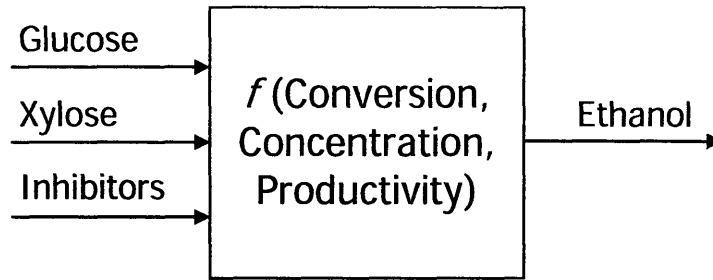 Glucose
Xylose
Inhibitors
f (Conversion,
Concentration,
Productivity)
Ethanol